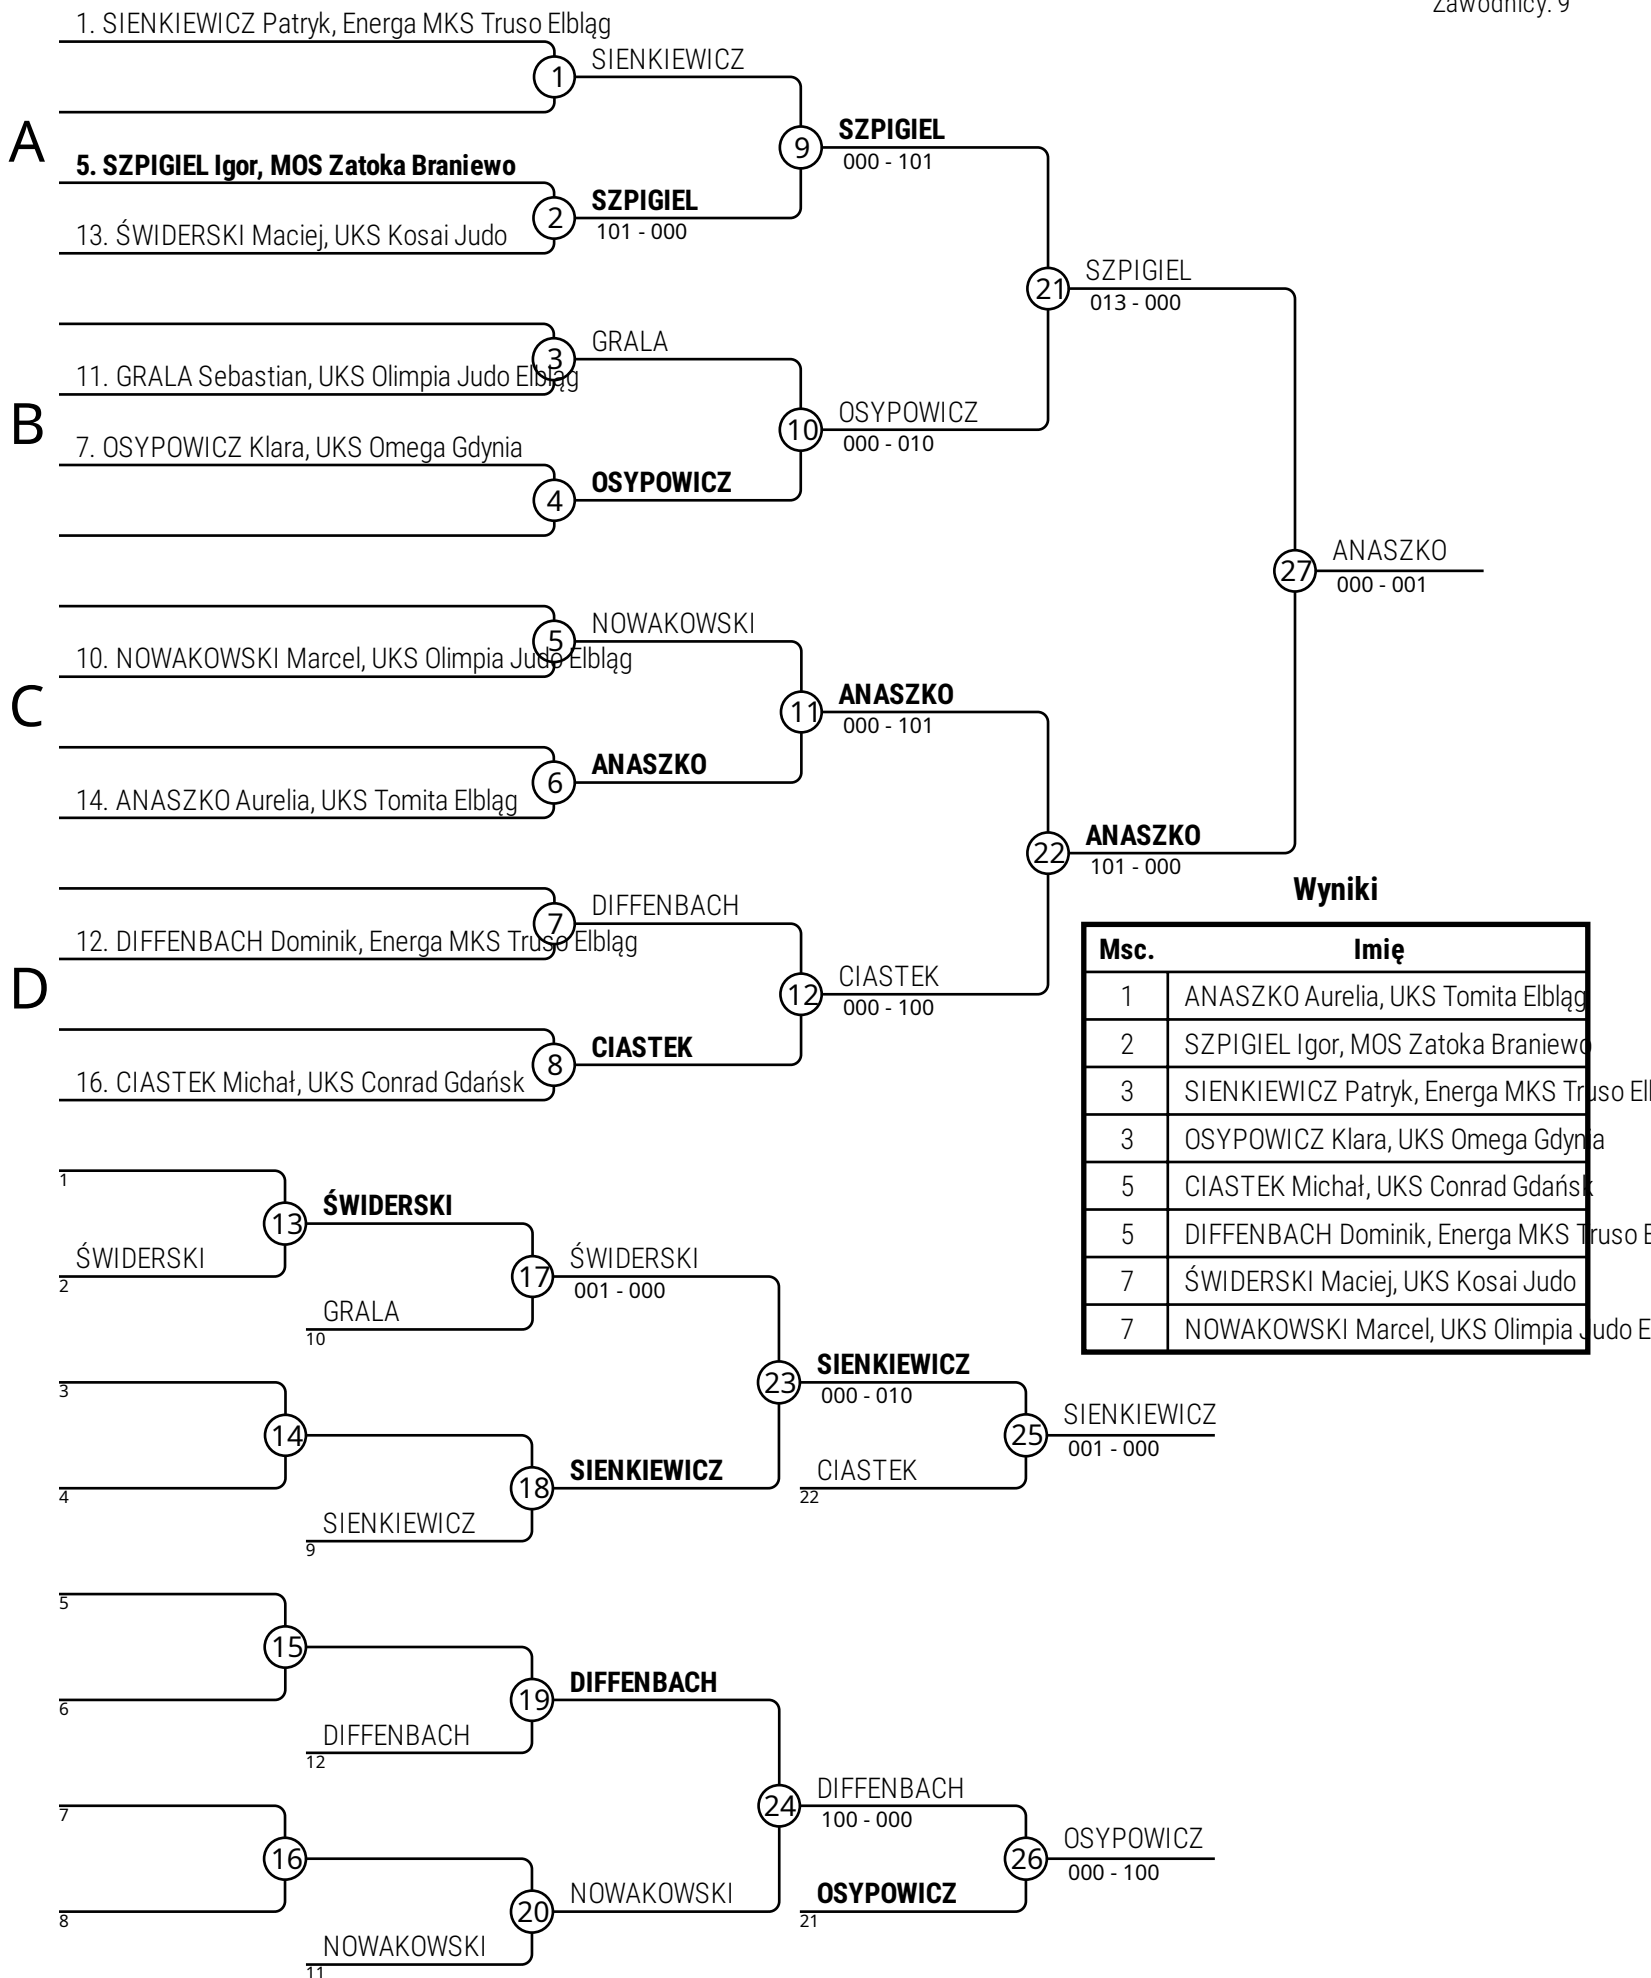 Zawodnicy: 9
1. SIENKIEWICZ Patryk, Energa MKS Truso Elbląg
1
SIENKIEWICZ
A
5. SZPIGIEL Igor, MOS Zatoka Braniewo
13. ŚWIDERSKI Maciej, UKS Kosai Judo
2
SZPIGIEL
101 - 000
9
SZPIGIEL
000 - 101
B
11. GRALA Sebastian, UKS Olimpia Judo Elbląg
3
GRALA
7. OSYPOWICZ Klara, UKS Omega Gdynia
4
OSYPOWICZ
10
OSYPOWICZ
000 - 010
21
SZPIGIEL
013 - 000
C
10. NOWAKOWSKI Marcel, UKS Olimpia Judo Elbląg
5
NOWAKOWSKI
14. ANASZKO Aurelia, UKS Tomita Elbląg
6
ANASZKO
11
ANASZKO
000 - 101
D
12. DIFFENBACH Dominik, Energa MKS Truso Elbląg
7
DIFFENBACH
16. CIASTEK Michał, UKS Conrad Gdańsk
8
CIASTEK
12
CIASTEK
000 - 100
22
ANASZKO
101 - 000
27
ANASZKO
000 - 001
Wyniki
Msc. Imię
1 ANASZKO Aurelia, UKS Tomita Elbląg
2 SZPIGIEL Igor, MOS Zatoka Braniewo
3 SIENKIEWICZ Patryk, Energa MKS Truso
3 OSYPOWICZ Klara, UKS Omega Gdynia
5 CIASTEK Michał, UKS Conrad Gdańsk
5 DIFFENBACH Dominik, Energa MKS Truso
7 ŚWIDERSKI Maciej, UKS Kosai Judo
7 NOWAKOWSKI Marcel, UKS Olimpia Judo
1
ŚWIDERSKI
2
13
ŚWIDERSKI
GRALA
10
17
ŚWIDERSKI
001 - 000
3
4
14
SIENKIEWICZ
9
18
SIENKIEWICZ
23
SIENKIEWICZ
000 - 010
CIASTEK
22
25
SIENKIEWICZ
001 - 000
5
6
15
DIFFENBACH
12
19
DIFFENBACH
7
8
16
NOWAKOWSKI
11
20
NOWAKOWSKI
24
DIFFENBACH
100 - 000
OSYPOWICZ
21
26
OSYPOWICZ
000 - 100